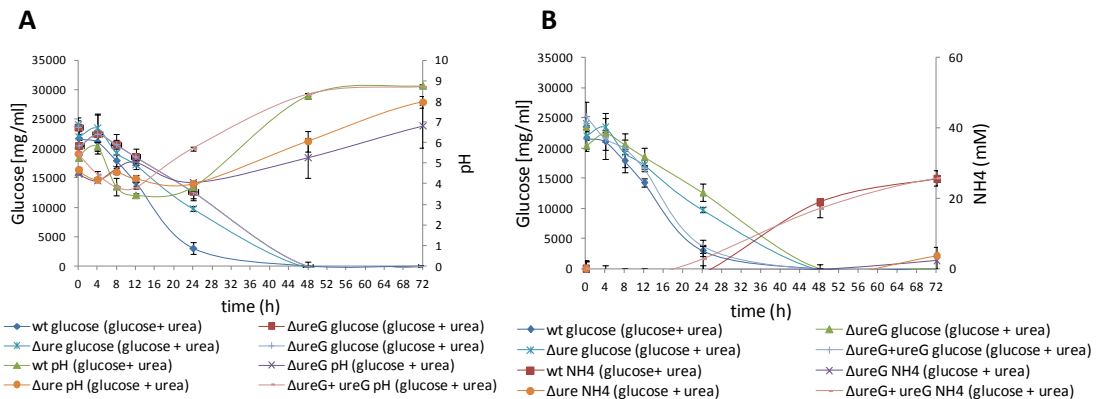 A
B
35000
30000
25000
20000
15000
10000
5000
0
Glucose [mg/ml]
10
9
8
7
6
5
4
3
2
1
0
pH
0 4 8 12 16 20 24 28 32 36 40 44 48 52 56 60 64 68 72
time (h)
wt glucose (glucose+ urea)
ΔureG glucose (glucose + urea)
Δure glucose (glucose + urea)
ΔureG glucose (glucose + urea)
wt pH (glucose+ urea)
ΔureG pH (glucose+ urea)
Δure pH (glucose + urea)
ΔureG+ ureG pH (glucose + urea)
35000
30000
25000
20000
15000
10000
5000
0
Glucose [mg/ml]
60
40
20
0
NH4 (mM)
0 4 8 12 16 20 24 28 32 36 40 44 48 52 56 60 64 68 72
time (h)
wt glucose (glucose+ urea)
ΔureG glucose (glucose + urea)
Δure glucose (glucose + urea)
ΔureG+ureG glucose (glucose + urea)
wt NH4 (glucose+ urea)
ΔureG NH4 (glucose + urea)
Δure NH4 (glucose + urea)
ΔureG+ ureG NH4 (glucose + urea)